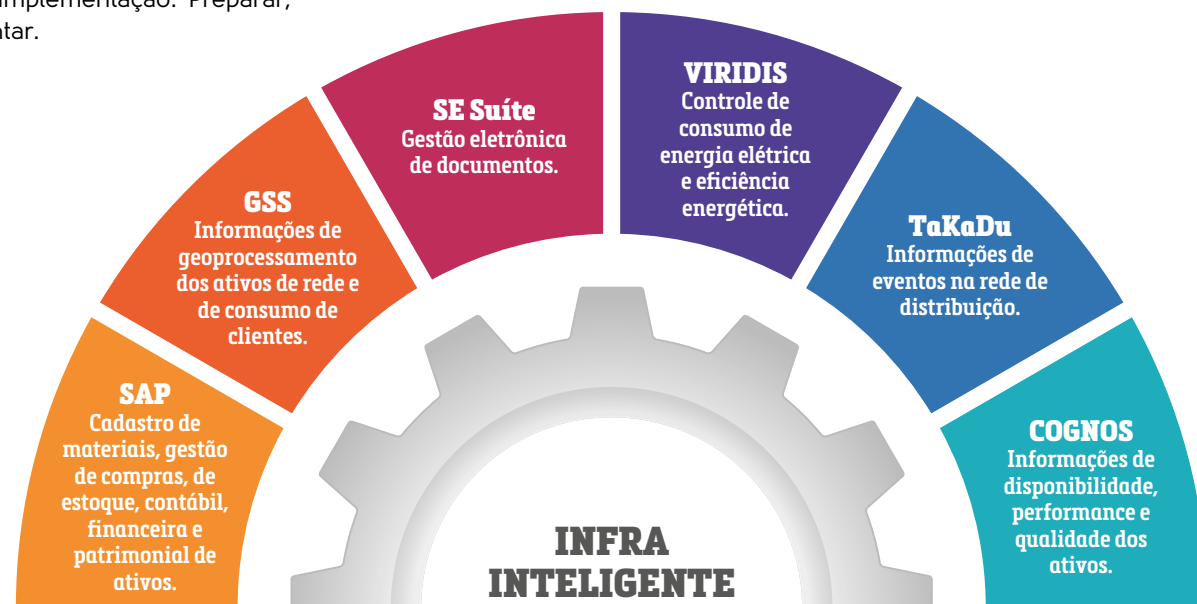 implementação. Preparar,
SE Suíte
Gestão eletrônica
de documentos.
VIRIDIS
Controle de
consumo de
energia elétrica
e eficiência
energética.
GSS
Informações de
geoprocessamento
dos ativos de rede e
de consumo de
clientes.
TaKaDu
Informações de
eventos na rede de
distribuição.
SAP
Cadastro de
materiais, gestão
de compras, de
estoque, contábil,
financeira e
patrimonial de
ativos.
COGNOS
Informações de
disponibilidade,
performance e
qualidade dos
ativos.
INFRA
INTELIGENTE